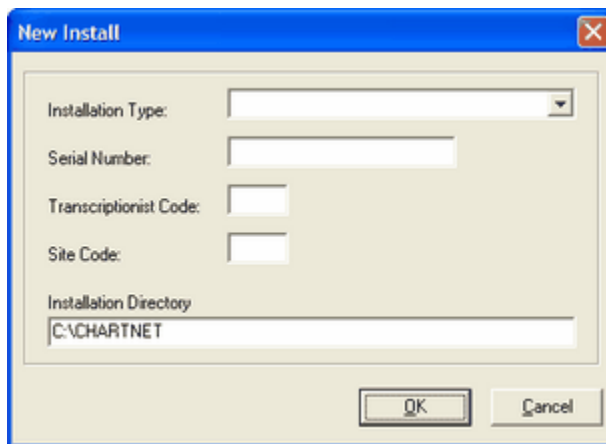 New Install
Installation Type:
Serial Number:
Transcriptionist Code:
Site Code:
Installation Directory
C:\CHARTNET
OK Cancel